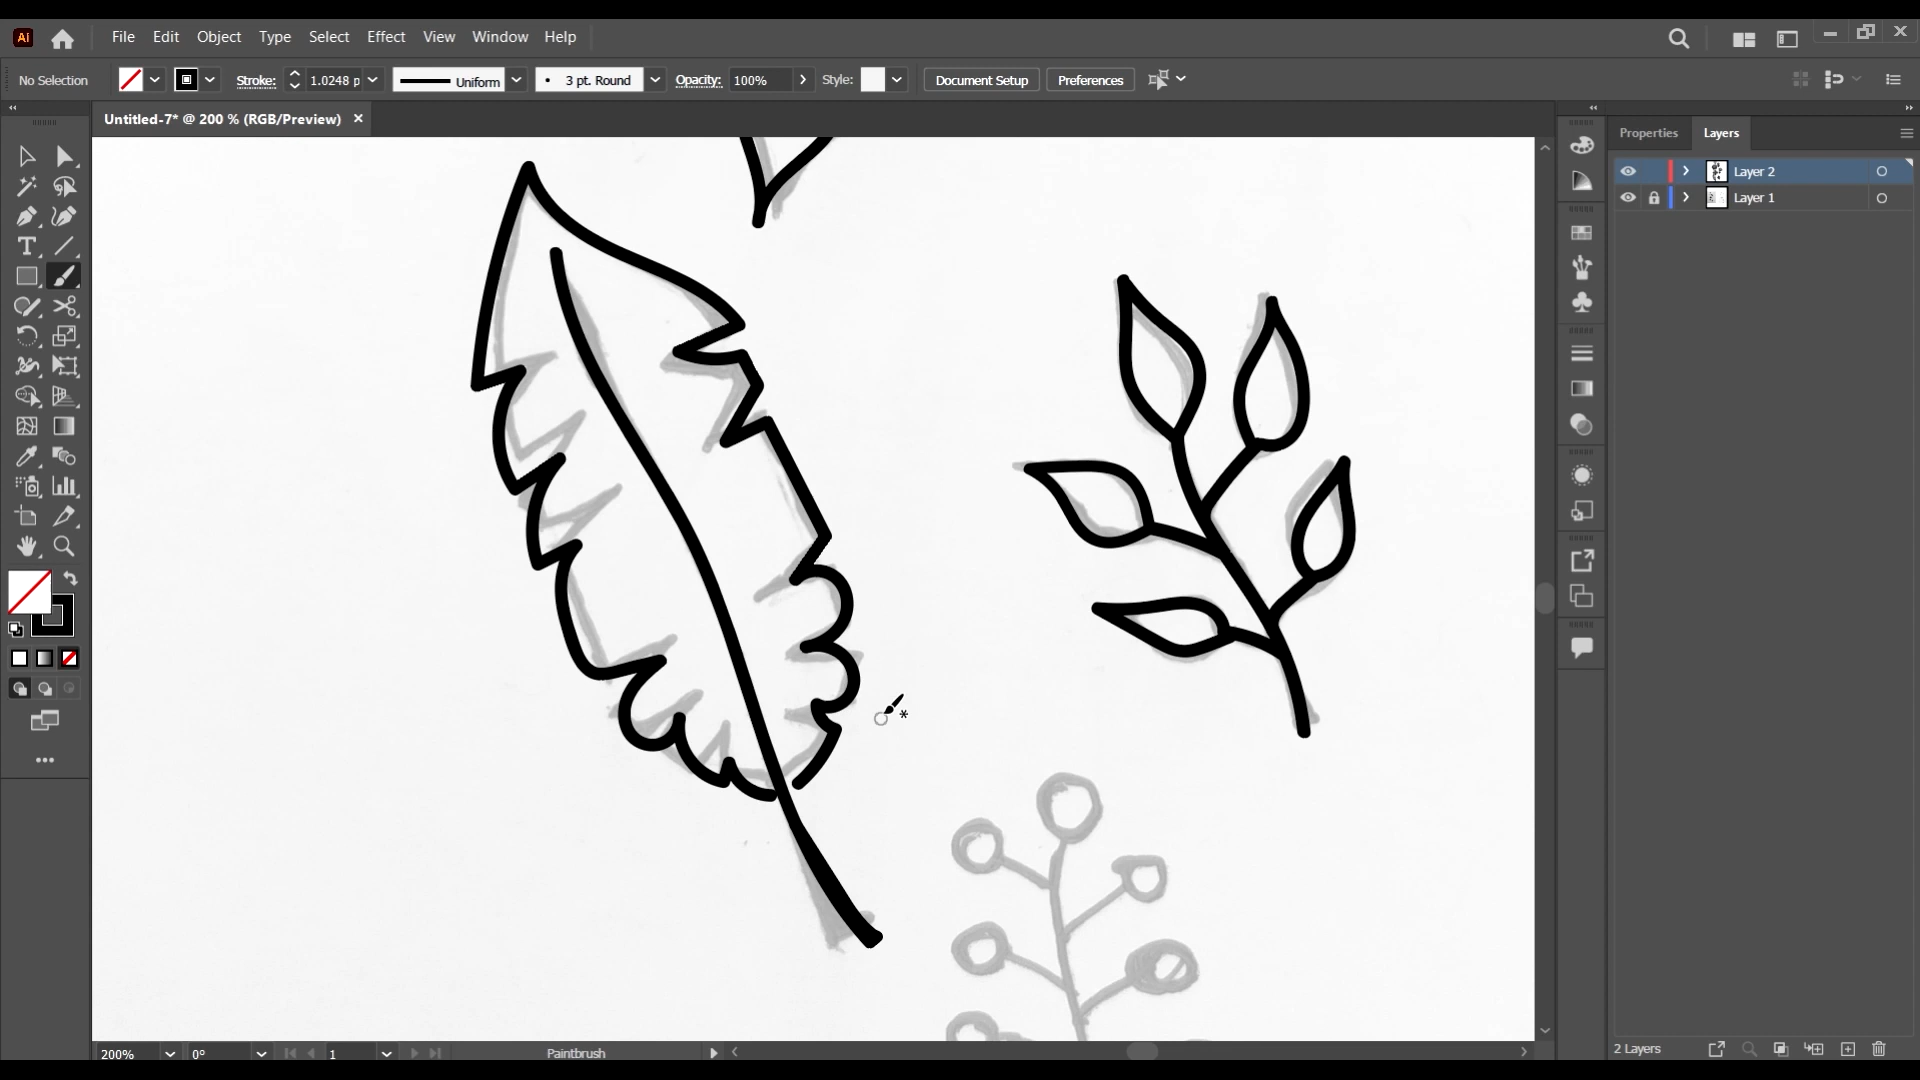 Ai File Edit Object Type Select Effect View Window Help
No Selection Stroke: 1.0248 p Uniform 3 pt. Round Opacity: 100% Style: Document Setup Preferences
Untitled-7* @ 200 % (RGB/Preview)
Properties Layers
Layer 2
Layer 1
200% 0° 1 Paintbrush
2 Layers